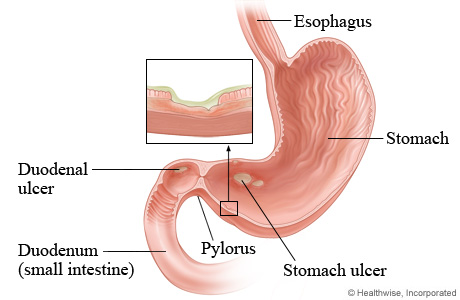 Esophagus
Stomach
Duodenal
ulcer
Duodenum
(small intestine)
Pylorus
Stomach ulcer
© Healthwise, Incorporated